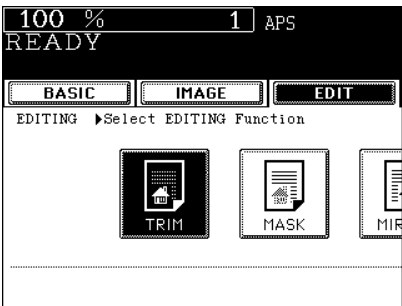 100 % 1 APS
READY
BASIC IMAGE EDIT
EDITING ▶Select EDITING Function
TRIM MASK MIR